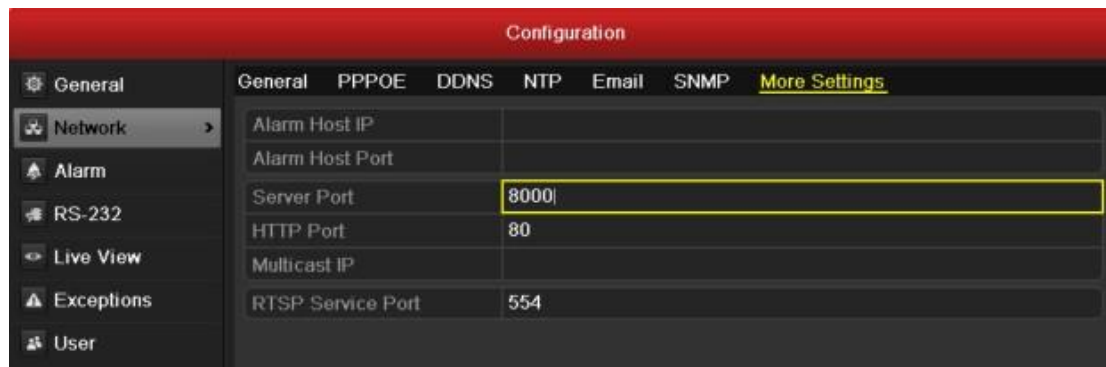 Configuration
General
Network
Alarm
RS-232
Live View
Exceptions
User
General PPPOE DDNS NTP Email SNMP More Settings
Alarm Host IP
Alarm Host Port
Server Port 8000
HTTP Port 80
Multicast IP
RTSP Service Port 554